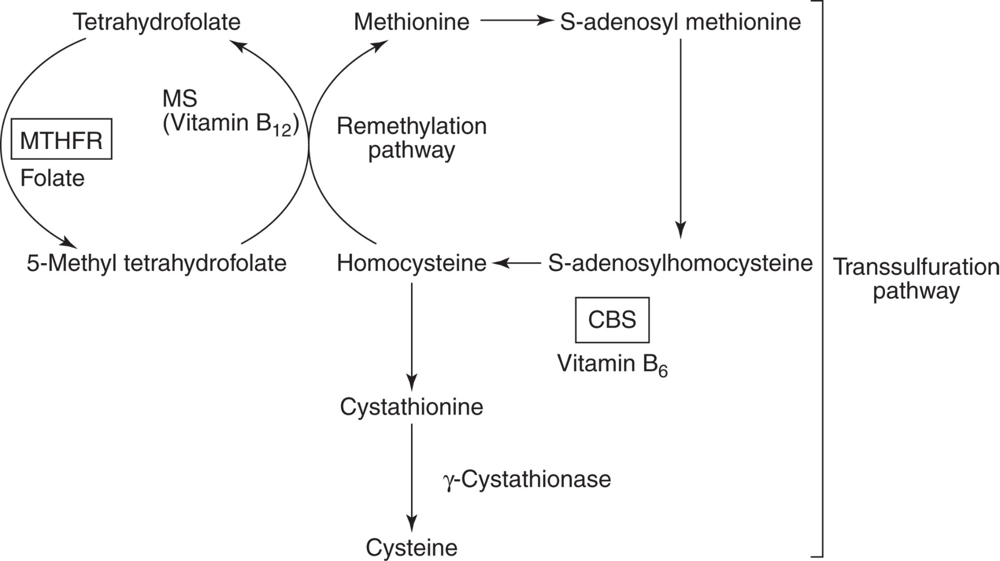 Tetrahydrofolate
Methionine
S-adenosyl methionine
MS
(Vitamin B12)
MTHFR
Folate
Remethylation
pathway
5-Methyl tetrahydrofolate
Homocysteine
S-adenosylhomocysteine
Transsulfuration
pathway
CBS
Vitamin B6
Cystathionine
γ-Cystathionase
Cysteine